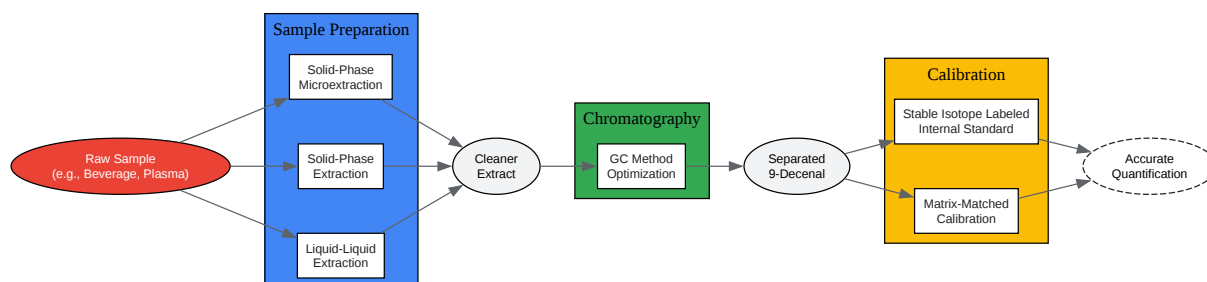 Sample Preparation
Solid-Phase
Microextraction
Raw Sample
(e.g., Beverage, Plasma)
Solid-Phase
Extraction
Liquid-Liquid
Extraction
Cleaner
Extract
Chromatography
GC Method
Optimization
Separated
9-Decenal
Calibration
Stable Isotope Labeled
Internal Standard
Matrix-Matched
Calibration
Accurate
Quantification